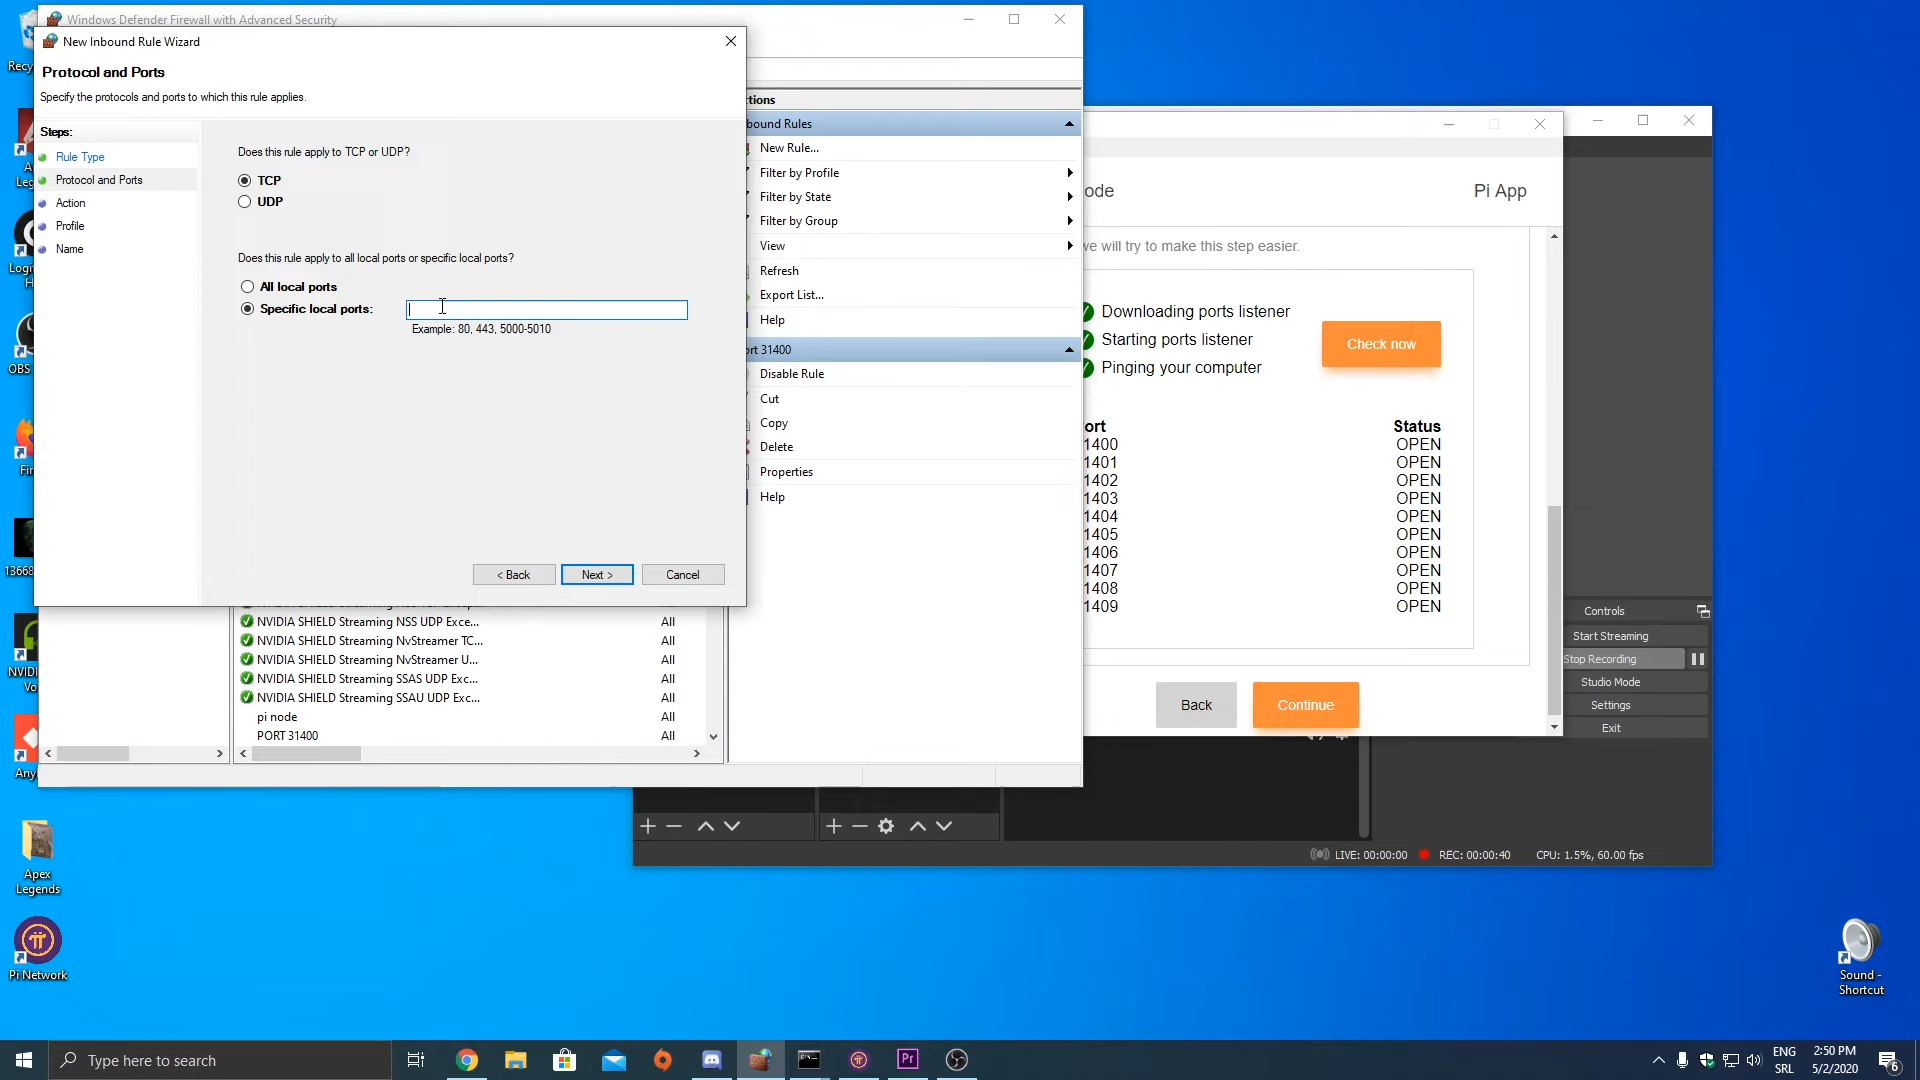 Windows Defender Firewall with Advanced Security
New Inbound Rule Wizard
Protocol and Ports
Specify the protocols and ports to which this rule applies.
Steps:
Rule Type
Protocol and Ports
Action
Profile
Name
Does this rule apply to TCP or UDP?
TCP
UDP
Does this rule apply to all local ports or specific local ports?
All local ports
Specific local ports:
Example: 80, 443, 5000-5010
< Back
Next >
Cancel
NVIDIA SHIELD Streaming NSS UDP Exce... All
NVIDIA SHIELD Streaming NvStreamer TC... All
NVIDIA SHIELD Streaming NvStreamer U... All
NVIDIA SHIELD Streaming SSAS UDP Exc... All
NVIDIA SHIELD Streaming SSAU UDP Exc... All
pi node All
PORT 31400 All
tions
bound Rules
New Rule...
Filter by Profile
Filter by State
Filter by Group
View
Refresh
Export List...
Help
ort 31400
Disable Rule
Cut
Copy
Delete
Properties
Help
ode
Pi App
we will try to make this step easier.
Downloading ports listener
Starting ports listener
Pinging your computer
Check now
ort Status
1400 OPEN
1401 OPEN
1402 OPEN
1403 OPEN
1404 OPEN
1405 OPEN
1406 OPEN
1407 OPEN
1408 OPEN
1409 OPEN
Back
Continue
Controls
Start Streaming
Stop Recording
Studio Mode
Settings
Exit
LIVE: 00:00:00
REC: 00:00:40
CPU: 1.5%, 60.00 fps
Recy
A
Leg
Logi
H
OBS
Fir
13668
NVID
Vo
Any
Apex
Legends
Pi Network
Sound -
Shortcut
Type here to search
Pr
ENG
SRL
2:50 PM
5/2/2020
6